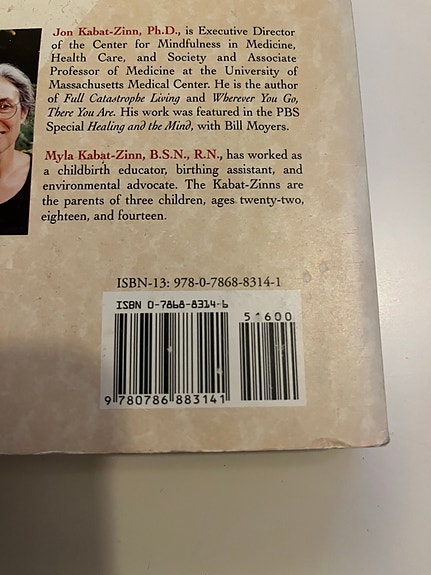 Jon Kabat-Zinn, Ph.D., is Executive Director
of the Center for Mindfulness in Medicine,
Health Care, and Society and Associate
Professor of Medicine at the University of
Massachusetts Medical Center. He is the author
of Full Catastrophe Living and Wherever You Go,
There You Are. His work was featured in the PBS
Special Healing and the Mind, with Bill Moyers.
Myla Kabat-Zinn, B.S.N., R.N., has worked as
a childbirth educator, birthing assistant, and
environmental advocate. The Kabat-Zinns are
the parents of three children, ages twenty-two,
eighteen, and fourteen.
ISBN-13: 978-0-7868-8314-1
ISBN 0-7868-8314-6
51600
9 780786 883141